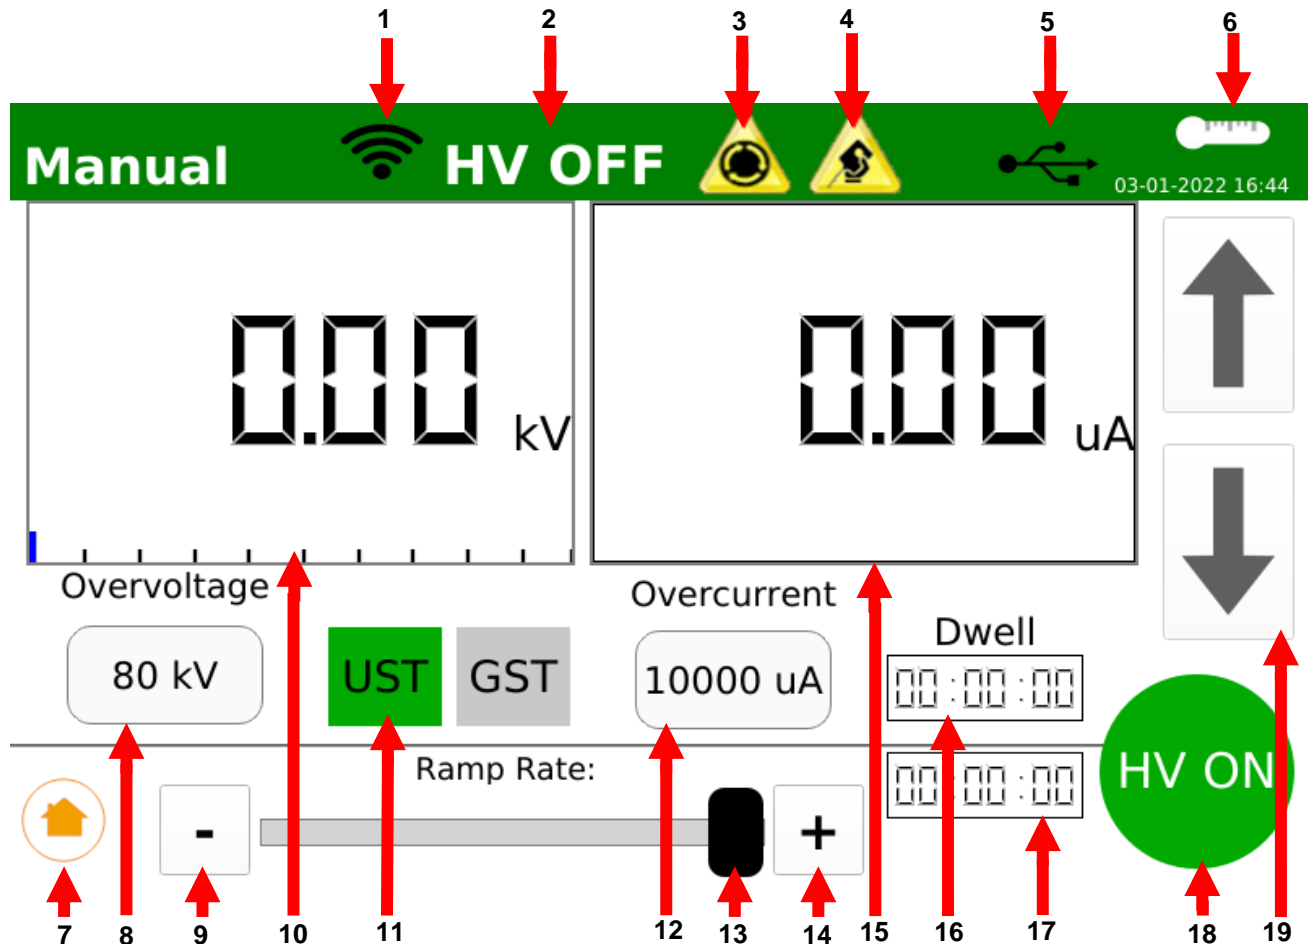 1 2 3 4 5 6
Manual HV OFF
03-01-2022 16:44
0.00 kV 0.00 uA
Overvoltage Overcurrent
Dwell
80 kV UST GST 10000 uA 00:00:00
Ramp Rate: 00:00:00 HV ON
- +
7 8 9 10 11 12 13 14 15 16 17 18 19